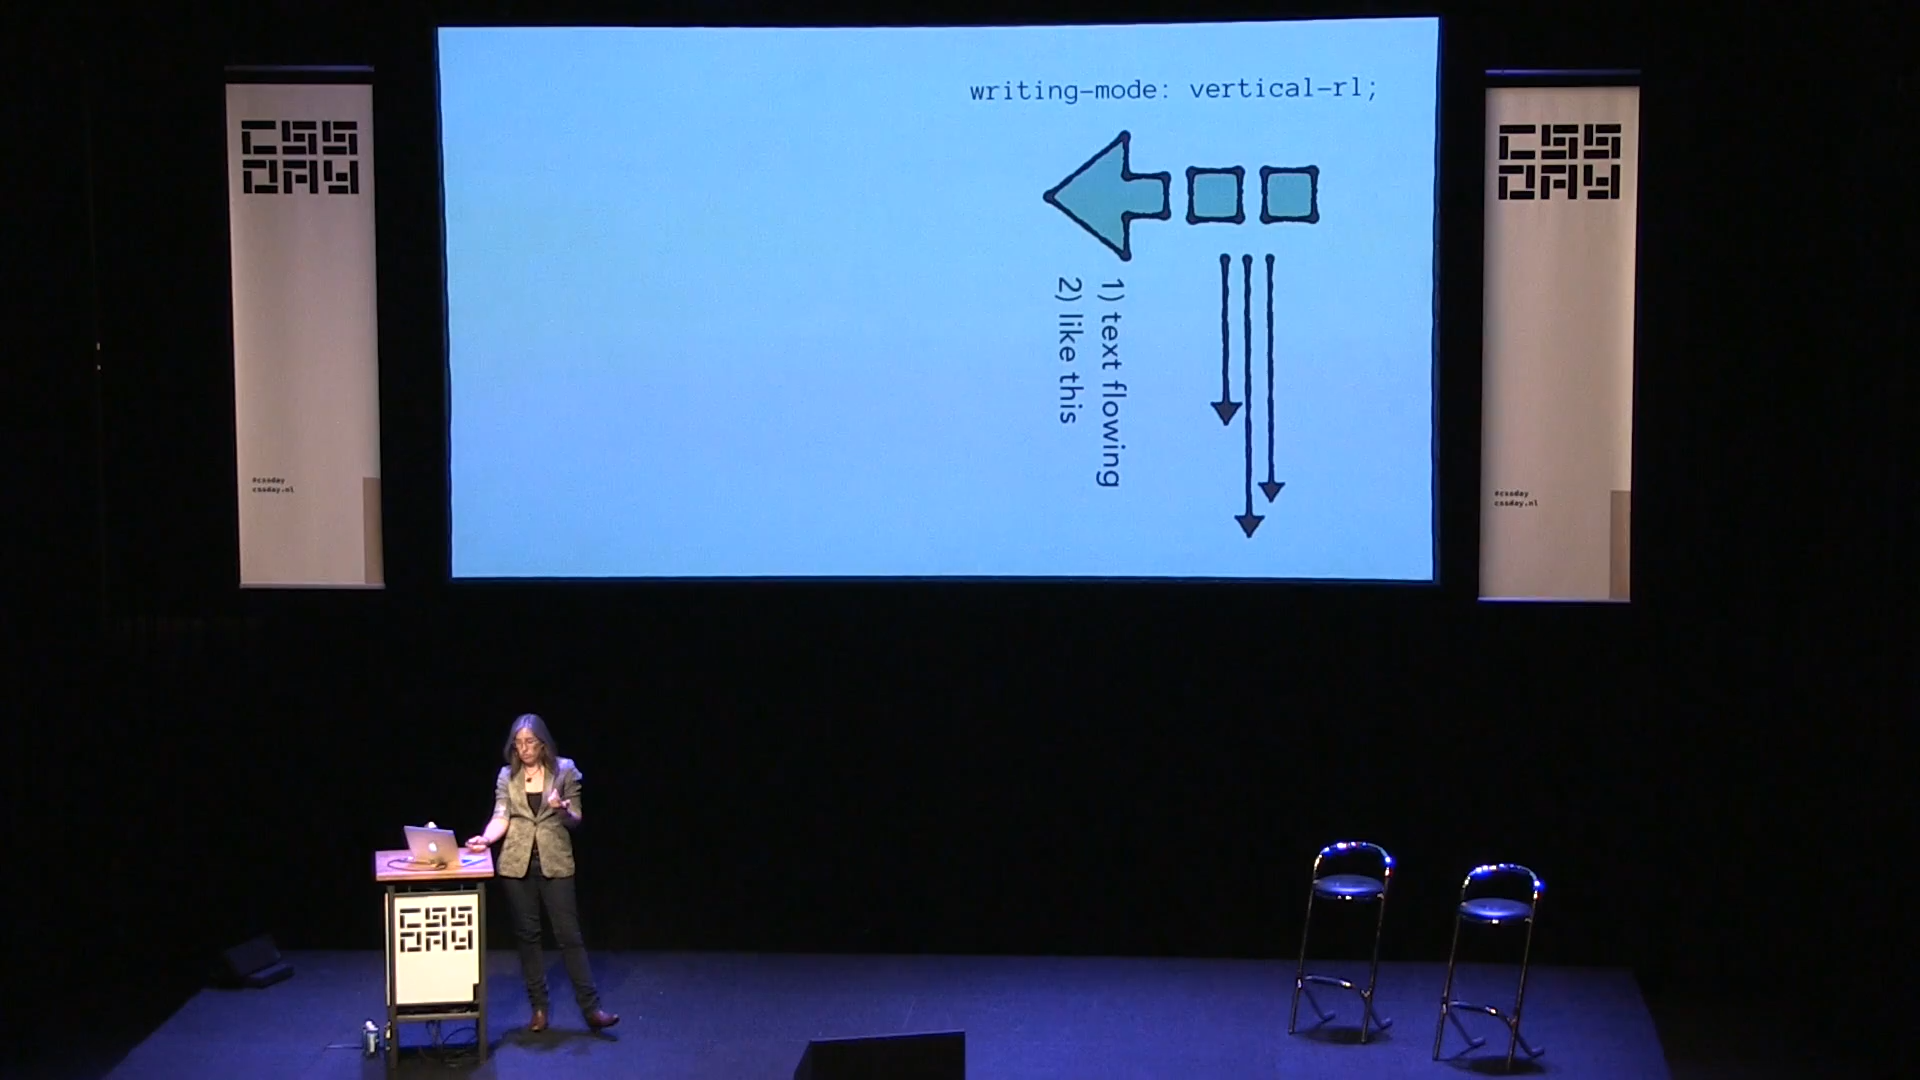 writing-mode: vertical-rl;
1) text flowing
2) like this
CSS
DAY
#cssday
cssday.nl
CSS
DAY
#cssday
cssday.nl
CSS
DAY